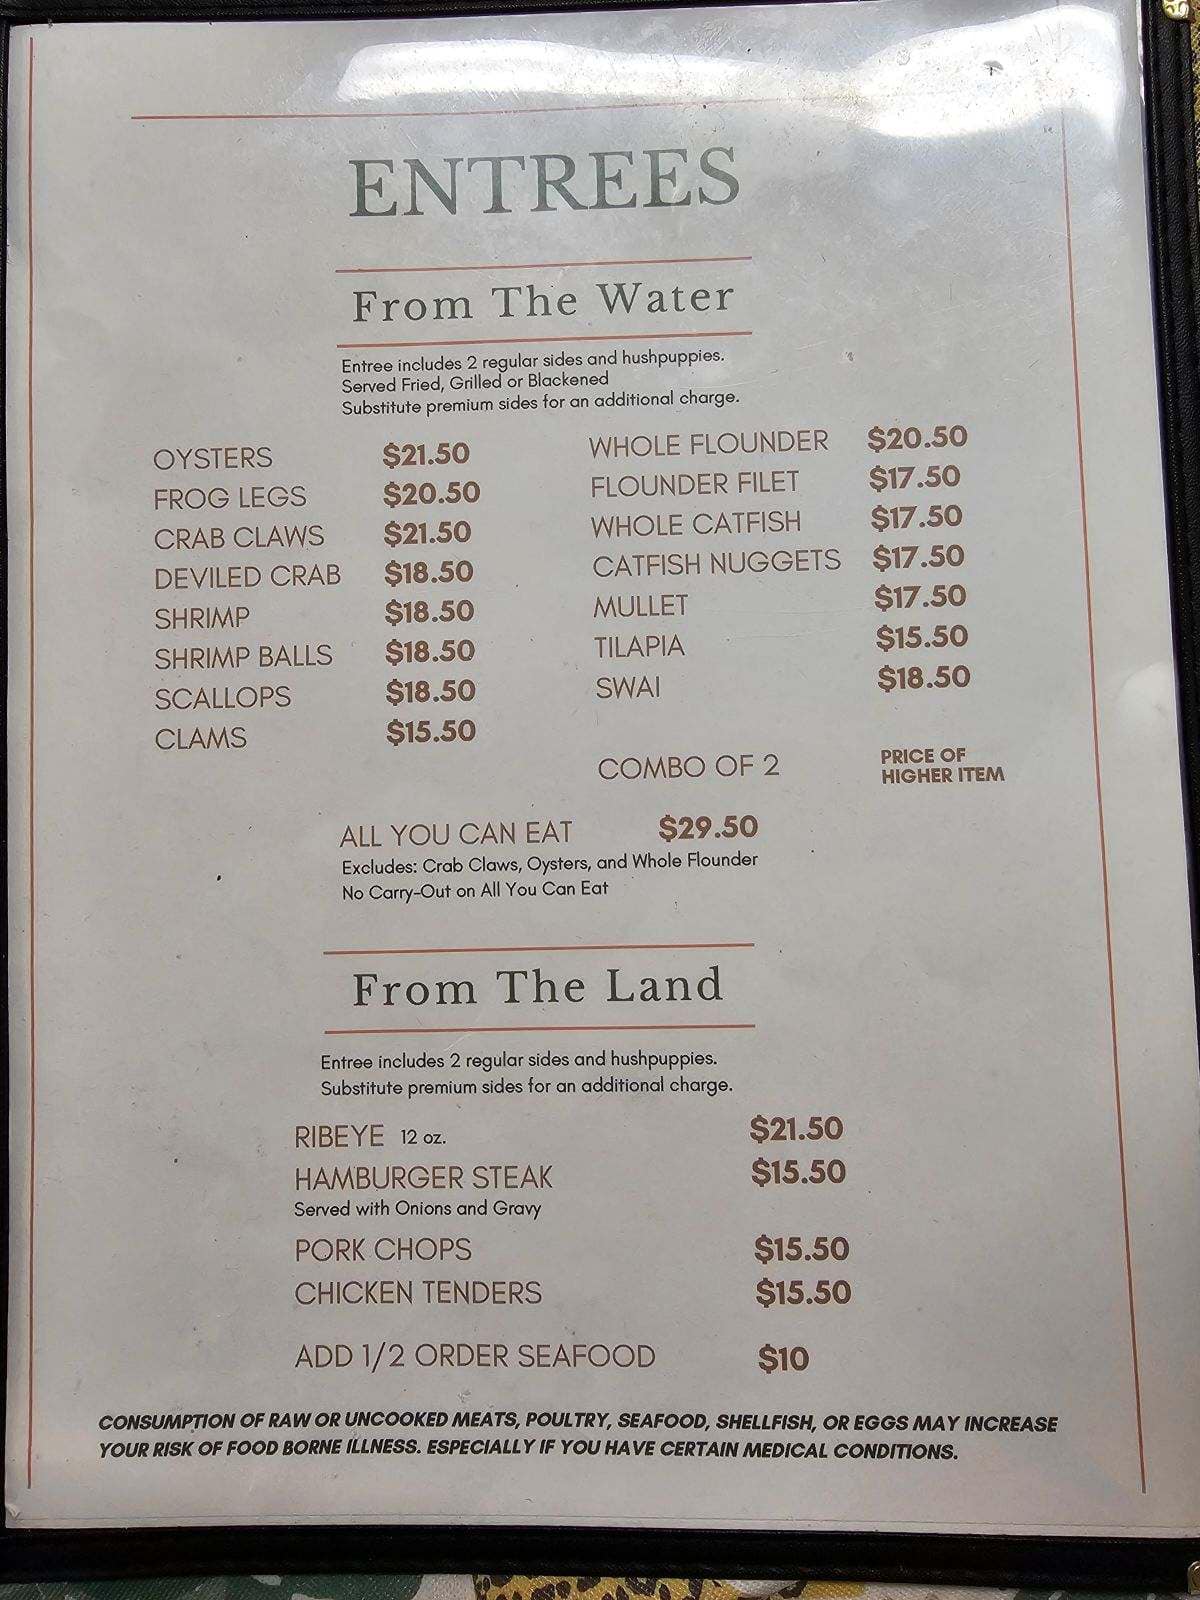 ENTREES
From The Water
Entree includes 2 regular sides and hushpuppies.
Served Fried, Grilled or Blackened
Substitute premium sides for an additional charge.
OYSTERS $21.50
FROG LEGS $20.50
CRAB CLAWS $21.50
DEVILED CRAB $18.50
SHRIMP $18.50
SHRIMP BALLS $18.50
SCALLOPS $18.50
CLAMS $15.50
WHOLE FLOUNDER $20.50
FLOUNDER FILET $17.50
WHOLE CATFISH $17.50
CATFISH NUGGETS $17.50
MULLET $17.50
TILAPIA $15.50
SWAI $18.50
COMBO OF 2 PRICE OF
HIGHER ITEM
ALL YOU CAN EAT $29.50
Excludes: Crab Claws, Oysters, and Whole Flounder
No Carry-Out on All You Can Eat
From The Land
Entree includes 2 regular sides and hushpuppies.
Substitute premium sides for an additional charge.
RIBEYE 12 oz. $21.50
HAMBURGER STEAK $15.50
Served with Onions and Gravy
PORK CHOPS $15.50
CHICKEN TENDERS $15.50
ADD 1/2 ORDER SEAFOOD $10
CONSUMPTION OF RAW OR UNCOOKED MEATS, POULTRY, SEAFOOD, SHELLFISH, OR EGGS MAY INCREASE
YOUR RISK OF FOOD BORNE ILLNESS. ESPECIALLY IF YOU HAVE CERTAIN MEDICAL CONDITIONS.